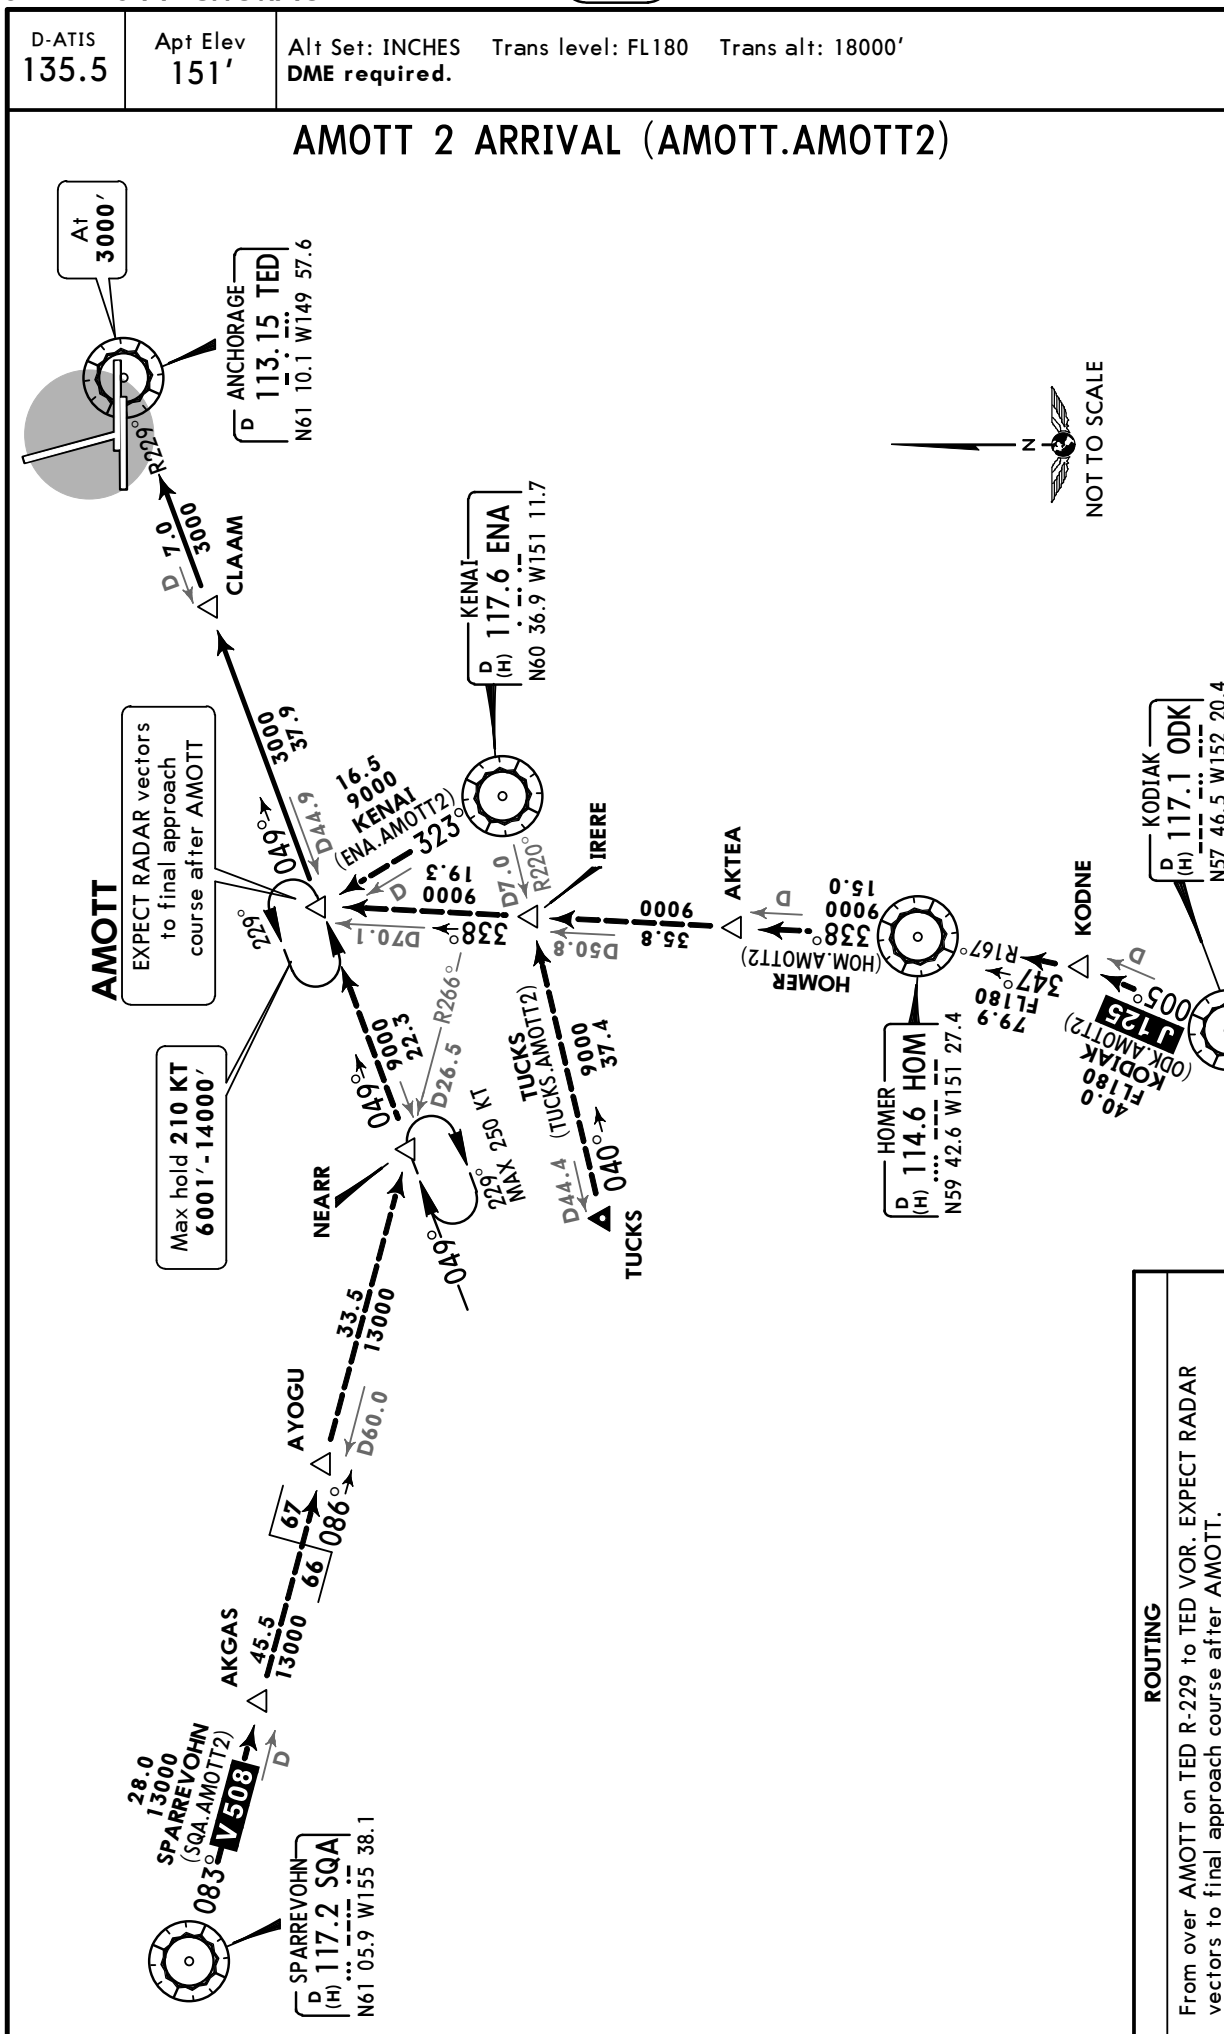 D-ATIS
135.5
Apt Elev
151'
Alt Set: INCHES Trans level: FL180 Trans alt: 18000'
DME required.
AMOTT 2 ARRIVAL (AMOTT.AMOTT2)
At
3000'
D ANCHORAGE
113.15 TED
N61 10.1 W149 57.6
R229°
D 7.0
3000
CLAAM
KENAI
D
(H) 117.6 ENA
N60 36.9 W151 11.7
NOT TO SCALE
N
AMOTT
EXPECT RADAR vectors
to final approach
course after AMOTT
3000
37.9
049°
D44.9
229°
16.5
9000
KENAI
(ENA.AMOTT2)
323°
D
19.3
9000
D70.1
338°
D7.0
R220°
IRERE
9000
35.8
D50.8
AKTEA
D
15.0
9000
338°
(HOM.AMOTT2)
HOMER
HOMER
D
(H) 114.6 HOM
N59 42.6 W151 27.4
R167°
347°
FL180
79.9
KODNE
D
005°
J125
(ODK.AMOTT2)
KODIAK
FL180
40.0
KODIAK
D
(H) 117.1 ODK
N57 46.5 W152 20.4
Max hold 210 KT
6001'-14000'
9000
22.3
049°
D26.5
R266°
NEARR
229°
MAX 250 KT
049°
TUCKS
(TUCKS.AMOTT2)
9000
37.4
040°
D44.4
TUCKS
33.5
13000
AYOGU
D60.0
086°
67
66
AKGAS
45.5
13000
28.0
13000
SPARREVOHN
(SQA.AMOTT2)
V508
083°
D
SPARREVOHN
D
(H) 117.2 SQA
N61 05.9 W155 38.1
ROUTING
From over AMOTT on TED R-229 to TED VOR. EXPECT RADAR
vectors to final approach course after AMOTT.